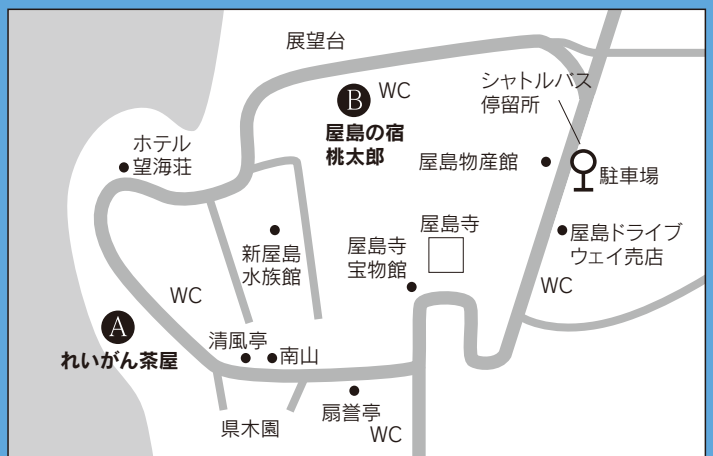 展望台
シャトルバス
停留所
WC
B
屋島の宿
桃太郎
ホテル
望海荘
屋島物産館
駐車場
屋島寺
屋島ドライブ
ウェイ売店
新屋島
水族館
屋島寺
宝物館
WC
WC
A
れいがん茶屋
清風亭
南山
扇誉亭
県木園
WC